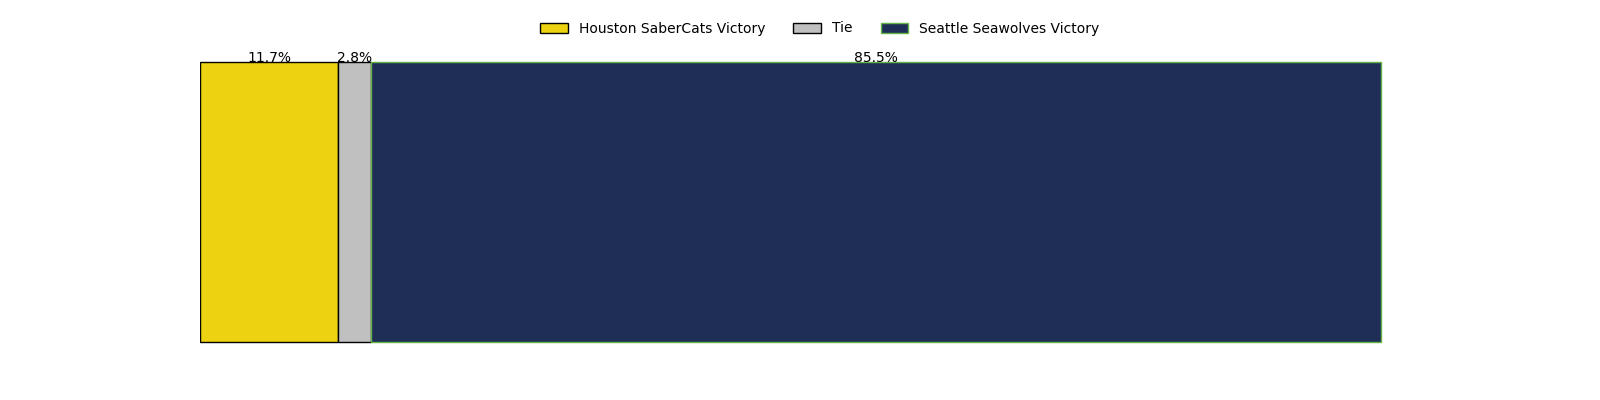 Houston SaberCats Victory Tie Seattle Seawolves Victory
11.7% 2.8% 85.5%